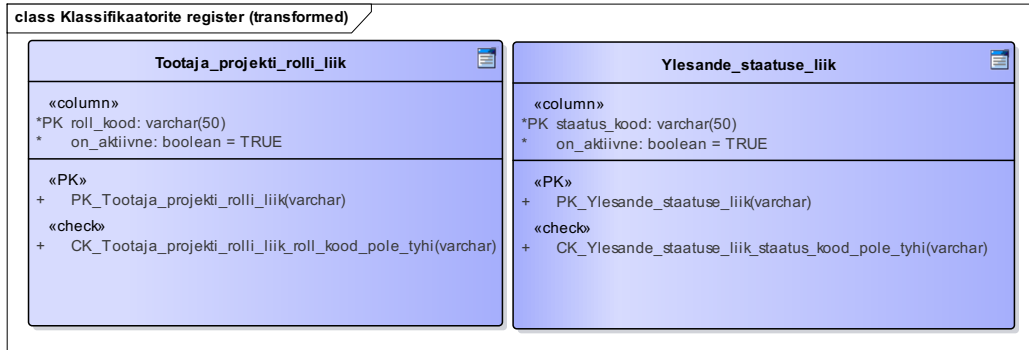 class Klassifikaatorite register (transformed)
Tootaja_projekti_rolli_liik
«column»
*PK roll_kood: varchar(50)
* on_aktiivne: boolean = TRUE
«PK»
+ PK_Tootaja_projekti_rolli_liik(varchar)
«check»
+ CK_Tootaja_projekti_rolli_liik_roll_kood_pole_tyhi(varchar)
Ylesande_staatuse_liik
«column»
*PK staatus_kood: varchar(50)
* on_aktiivne: boolean = TRUE
«PK»
+ PK_Ylesande_staatuse_liik(varchar)
«check»
+ CK_Ylesande_staatuse_liik_staatus_kood_pole_tyhi(varchar)